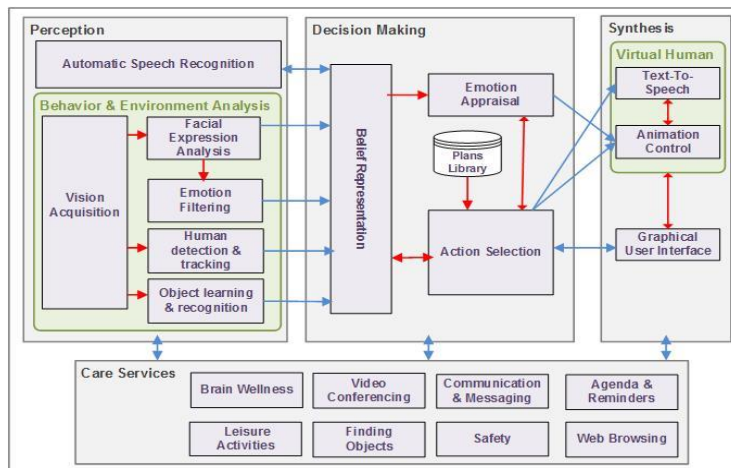 Perception
Automatic Speech Recognition
Behavior & Environment Analysis
Vision
Acquisition
Facial
Expression
Analysis
Emotion
Filtering
Human
detection &
tracking
Object learning
& recognition
Decision Making
Belief Representation
Emotion
Appraisal
Plans
Library
Action Selection
Synthesis
Virtual Human
Text-To-
Speech
Animation
Control
Graphical
User Interface
Care Services
Brain Wellness
Video
Conferencing
Communication
& Messaging
Agenda &
Reminders
Leisure
Activities
Finding
Objects
Safety
Web Browsing